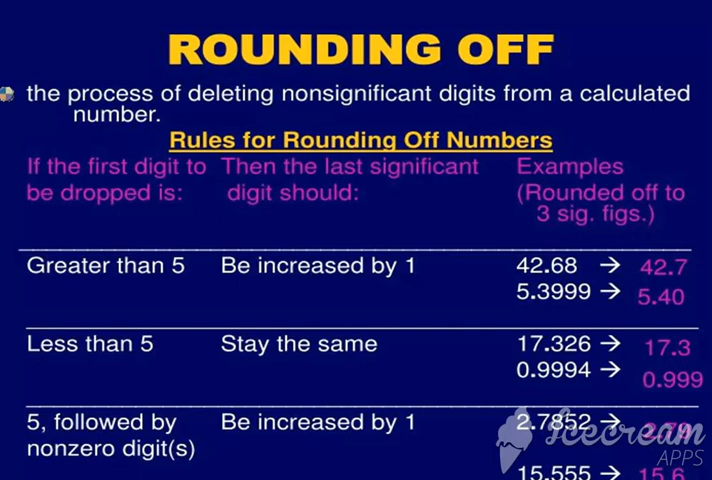 ROUNDING OFF
the process of deleting nonsignificant digits from a calculated
number.
Rules for Rounding Off Numbers
If the first digit to Then the last significant Examples
be dropped is: digit should: (Rounded off to
3 sig. figs.)
Greater than 5 Be increased by 1 42.68 → 42.7
5.3999 → 5.40
Less than 5 Stay the same 17.326 → 17.3
0.9994 → 0.999
5, followed by Be increased by 1 2.7852 → 2.79
nonzero digit(s)
15.555 → 15.6
Icecream
APPS